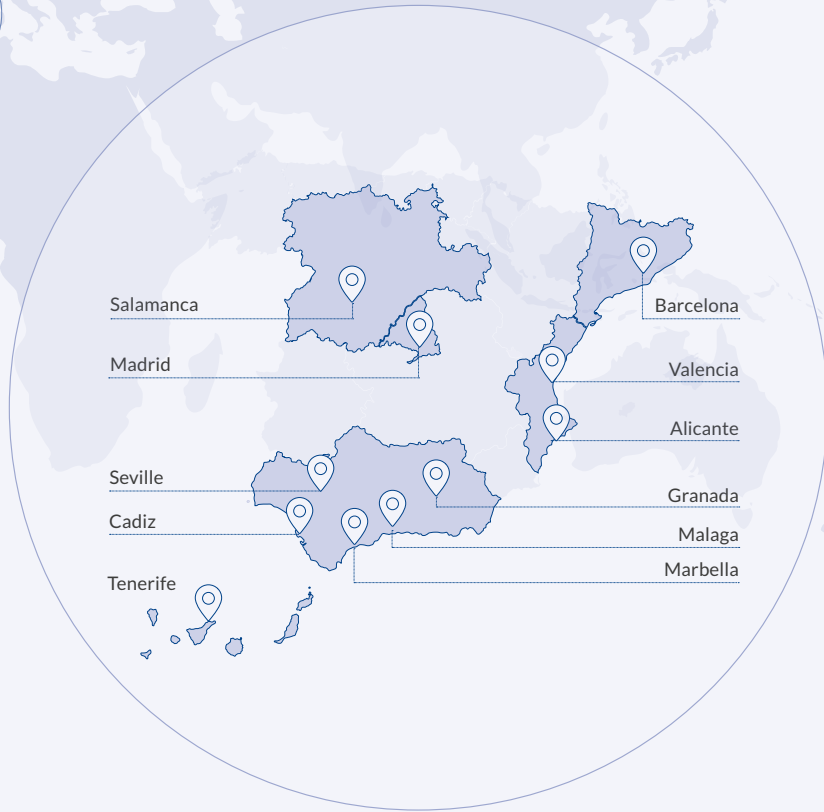 Salamanca
Barcelona
Madrid
Valencia
Alicante
Seville
Granada
Cadiz
Malaga
Marbella
Tenerife